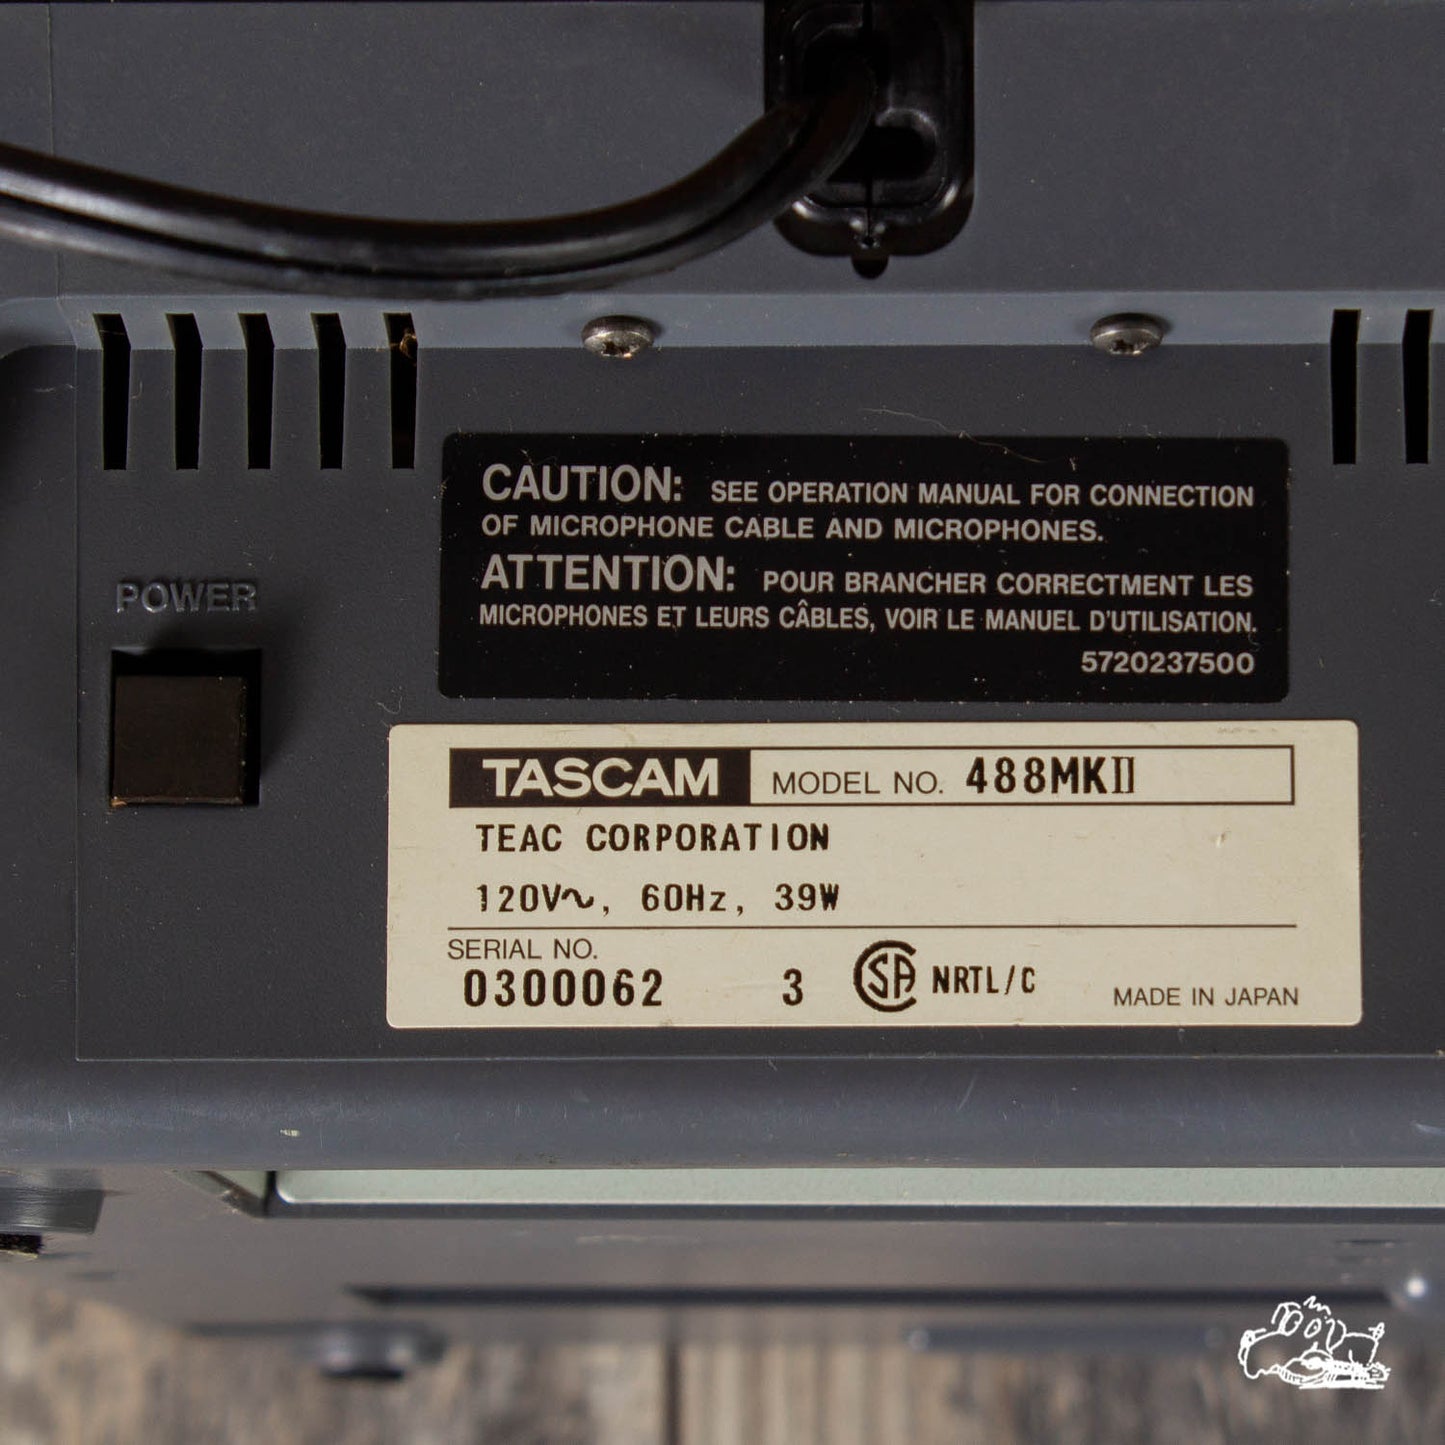 CAUTION: SEE OPERATION MANUAL FOR CONNECTION
OF MICROPHONE CABLE AND MICROPHONES.
ATTENTION: POUR BRANCHER CORRECTMENT LES
MICROPHONES ET LEURS CÂBLES, VOIR LE MANUEL D'UTILISATION.
5720237500
POWER
TASCAM MODEL NO. 488MKII
TEAC CORPORATION
120V~, 60Hz, 39W
SERIAL NO.
0300062 3 CSA NRTL/C MADE IN JAPAN